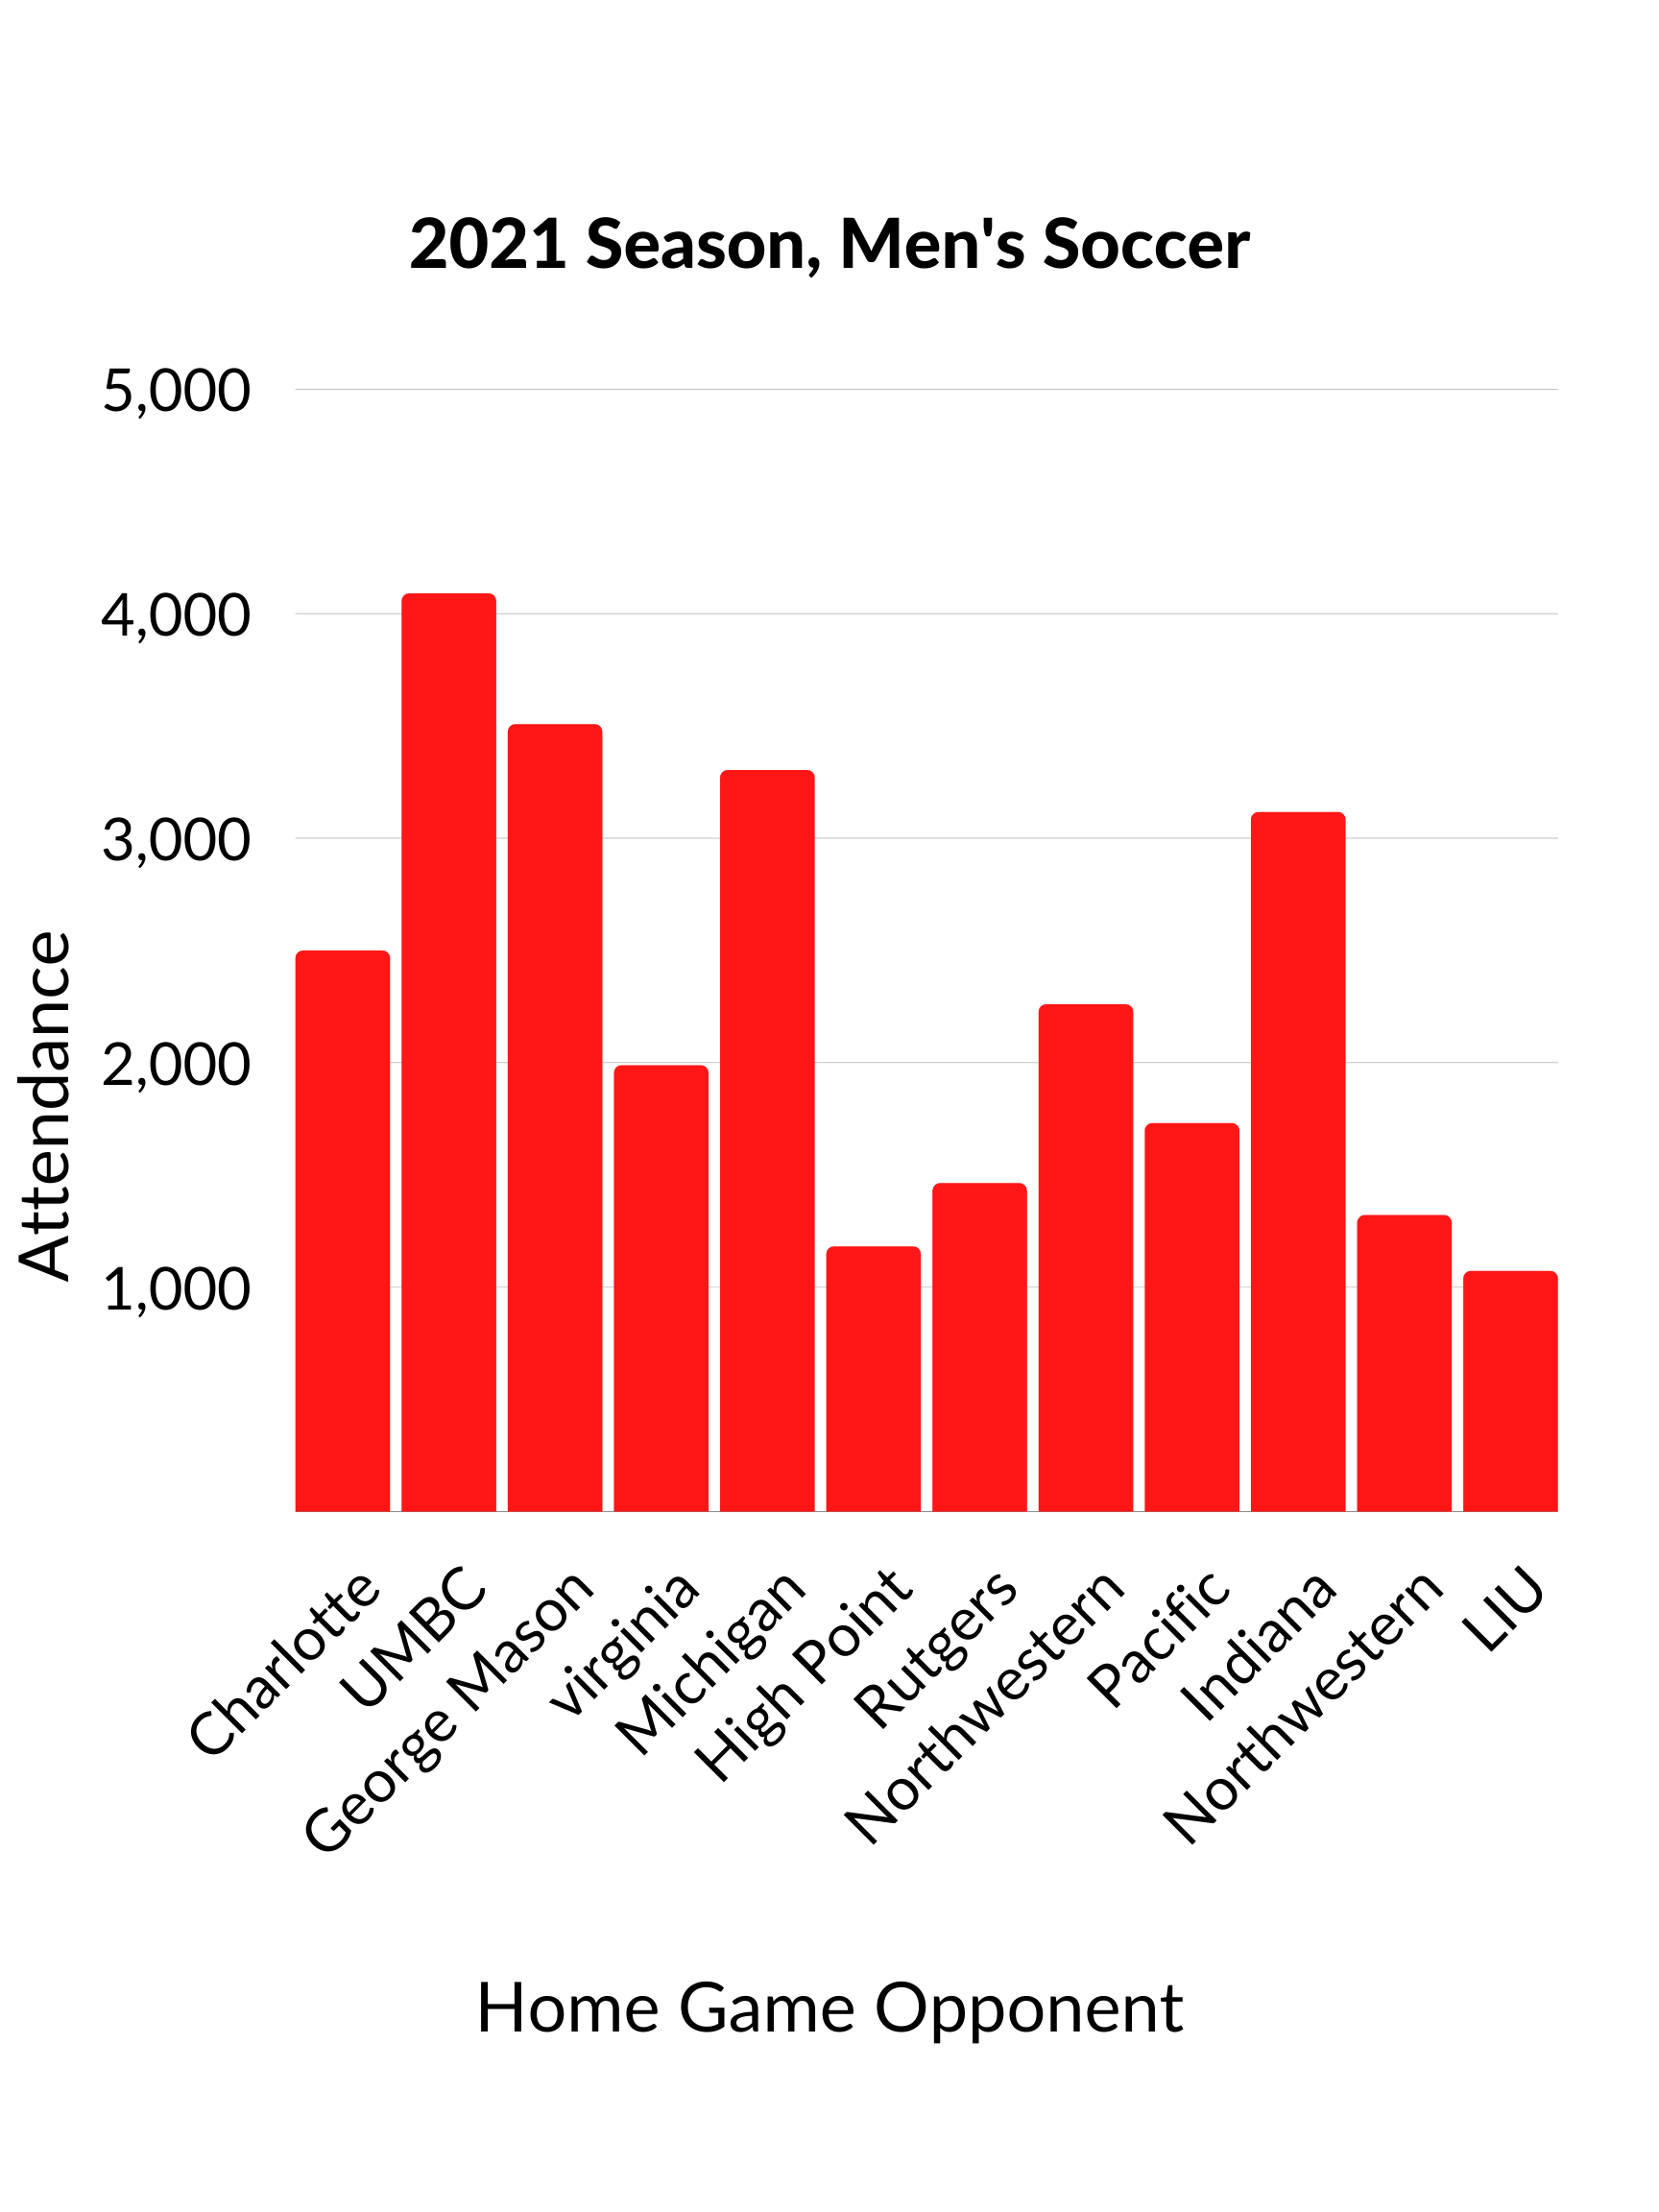 2021 Season, Men's Soccer
5,000
4,000
3,000
2,000
1,000
Attendance
Charlotte
UMBC
George Mason
virginia
Michigan
High Point
Rutgers
Northwestern
Pacific
Indiana
Northwestern
LIU
Home Game Opponent